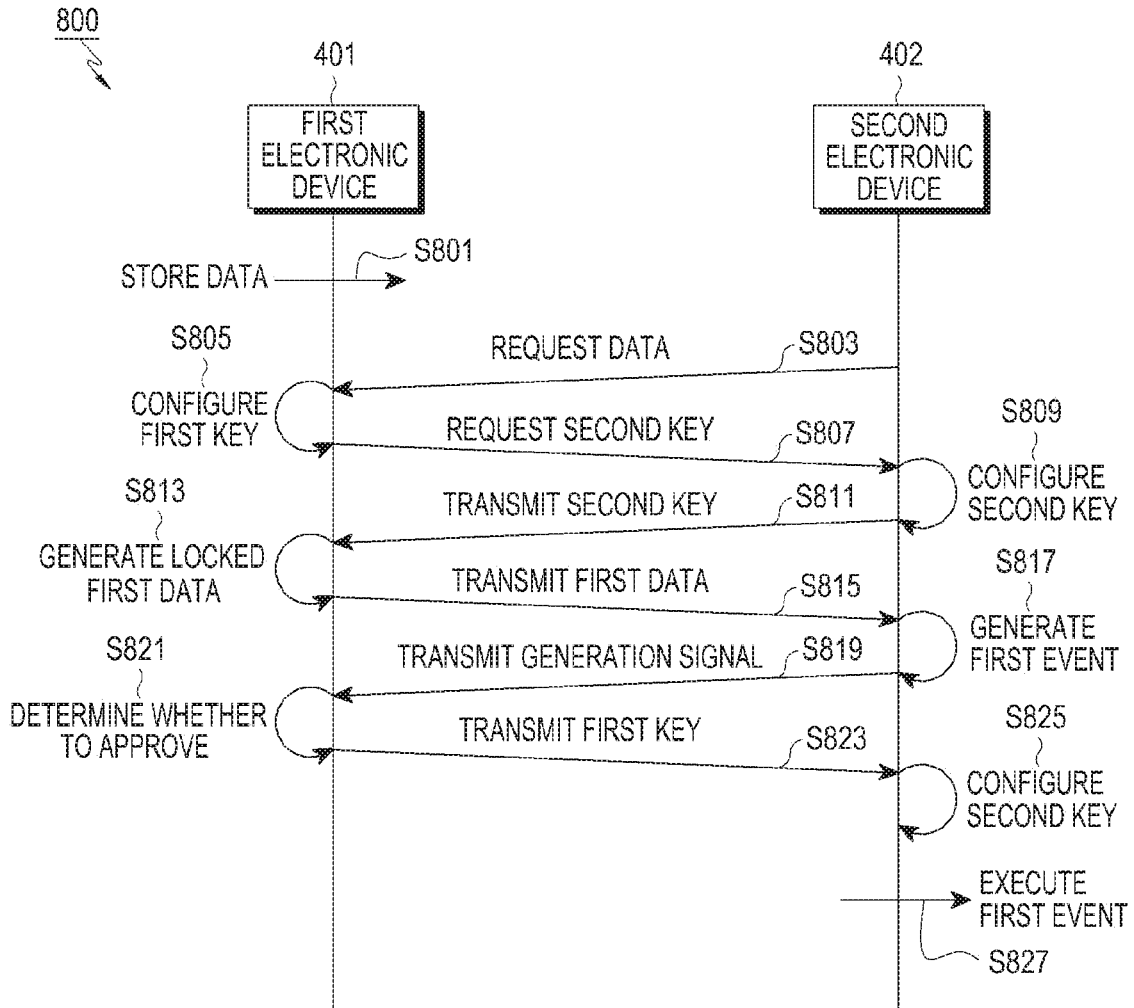 800
401
402
FIRST
ELECTRONIC
DEVICE
SECOND
ELECTRONIC
DEVICE
STORE DATA
S801
REQUEST DATA
S803
S805
CONFIGURE
FIRST KEY
REQUEST SECOND KEY
S807
S809
CONFIGURE
SECOND KEY
TRANSMIT SECOND KEY
S811
S813
GENERATE LOCKED
FIRST DATA
TRANSMIT FIRST DATA
S815
S817
GENERATE
FIRST EVENT
TRANSMIT GENERATION SIGNAL
S819
S821
DETERMINE WHETHER
TO APPROVE
TRANSMIT FIRST KEY
S823
S825
CONFIGURE
SECOND KEY
EXECUTE
FIRST EVENT
S827